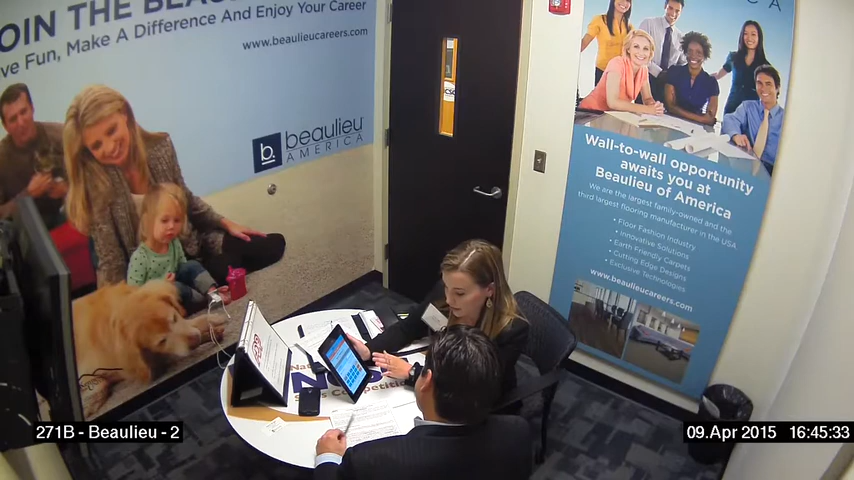 OIN THE BEA
ve Fun, Make A Difference And Enjoy Your Career
www.beaulieucareers.com
b. beaulieu
AMERICA
CA
Wall-to-wall opportunity
awaits you at
Beaulieu of America
We are the largest family-owned and the
third largest flooring manufacturer in the USA
• Floor Fashion Industry
• Innovative Solutions
• Earth Friendly Carpets
• Cutting Edge Designs
• Exclusive Technologies
www.beaulieucareers.com
271B - Beaulieu - 2
09.Apr 2015 16:45:33